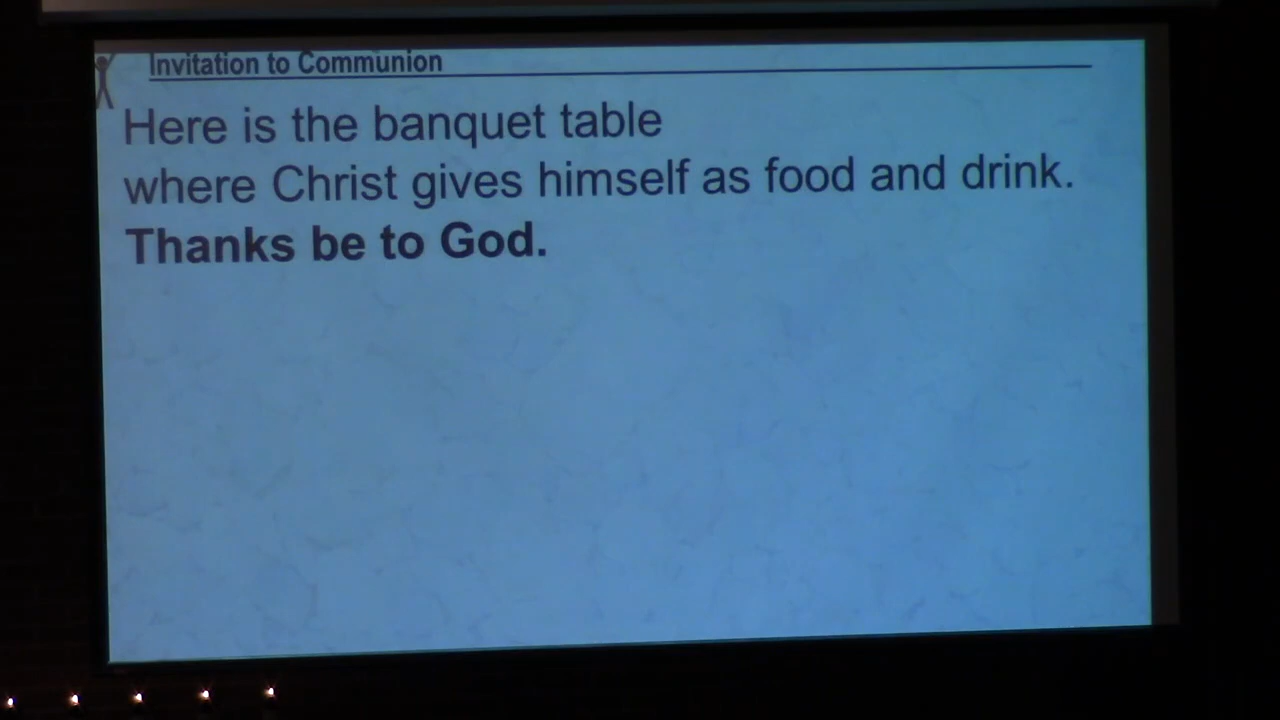 Invitation to Communion
Here is the banquet table
where Christ gives himself as food and drink.
Thanks be to God.